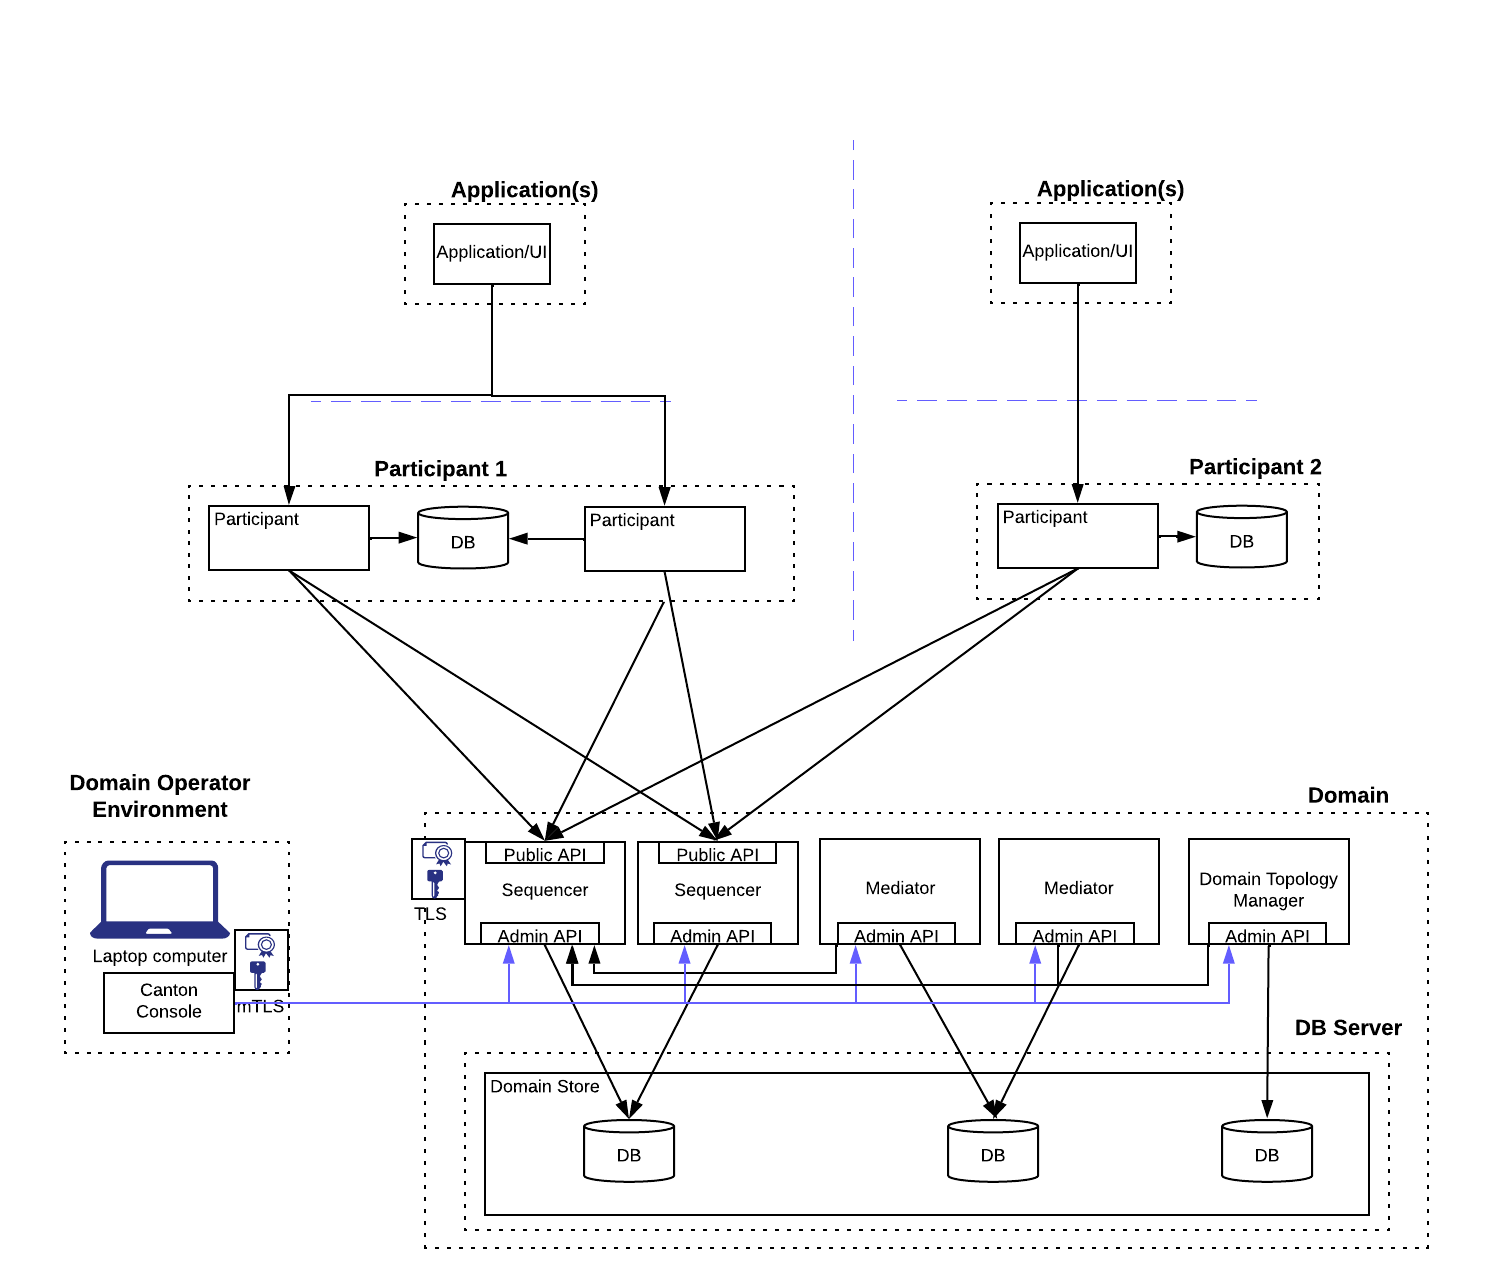 Application(s)
Application(s)
Application/UI
Application/UI
Participant 1
Participant 2
Participant
DB
Participant
Participant
DB
Domain Operator
Environment
Domain
Public API
Public API
Sequencer
Sequencer
Mediator
Mediator
Domain Topology
Manager
TLS
Admin API
Admin API
Admin API
Admin API
Admin API
Laptop computer
Canton
Console
mTLS
DB Server
Domain Store
DB
DB
DB